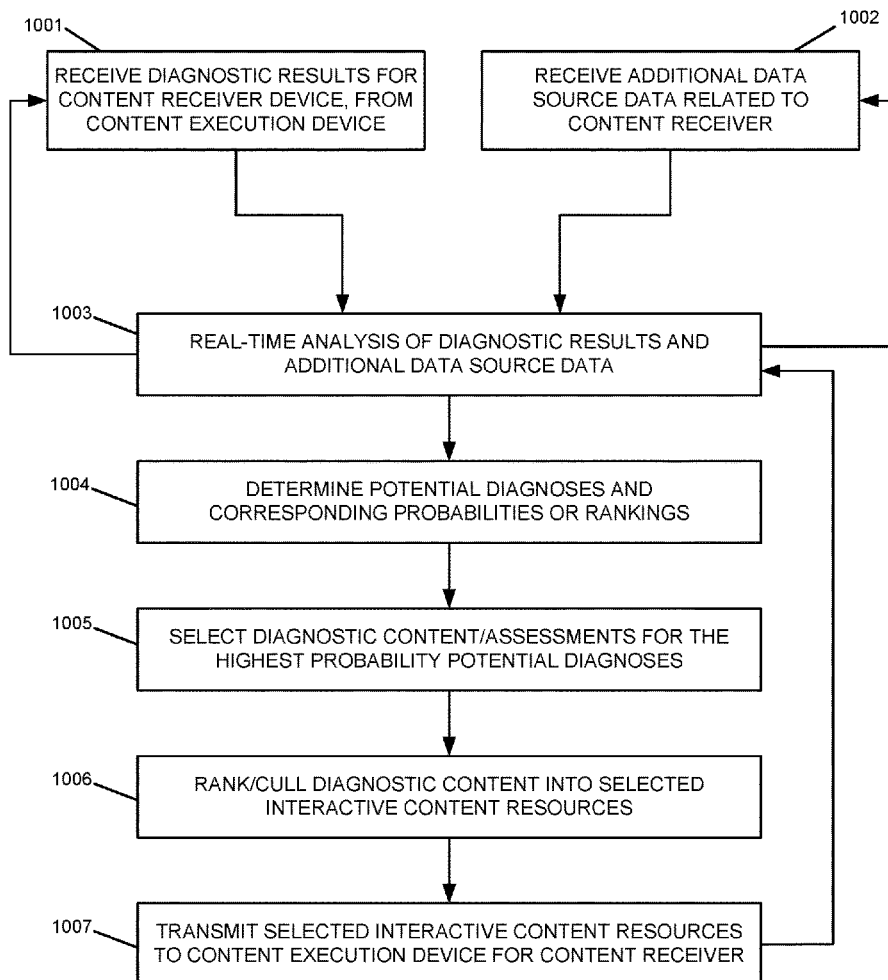 1001
RECEIVE DIAGNOSTIC RESULTS FOR
CONTENT RECEIVER DEVICE, FROM
CONTENT EXECUTION DEVICE
1002
RECEIVE ADDITIONAL DATA
SOURCE DATA RELATED TO
CONTENT RECEIVER
1003
REAL-TIME ANALYSIS OF DIAGNOSTIC RESULTS AND
ADDITIONAL DATA SOURCE DATA
1004
DETERMINE POTENTIAL DIAGNOSES AND
CORRESPONDING PROBABILITIES OR RANKINGS
1005
SELECT DIAGNOSTIC CONTENT/ASSESSMENTS FOR THE
HIGHEST PROBABILITY POTENTIAL DIAGNOSES
1006
RANK/CULL DIAGNOSTIC CONTENT INTO SELECTED
INTERACTIVE CONTENT RESOURCES
1007
TRANSMIT SELECTED INTERACTIVE CONTENT RESOURCES
TO CONTENT EXECUTION DEVICE FOR CONTENT RECEIVER